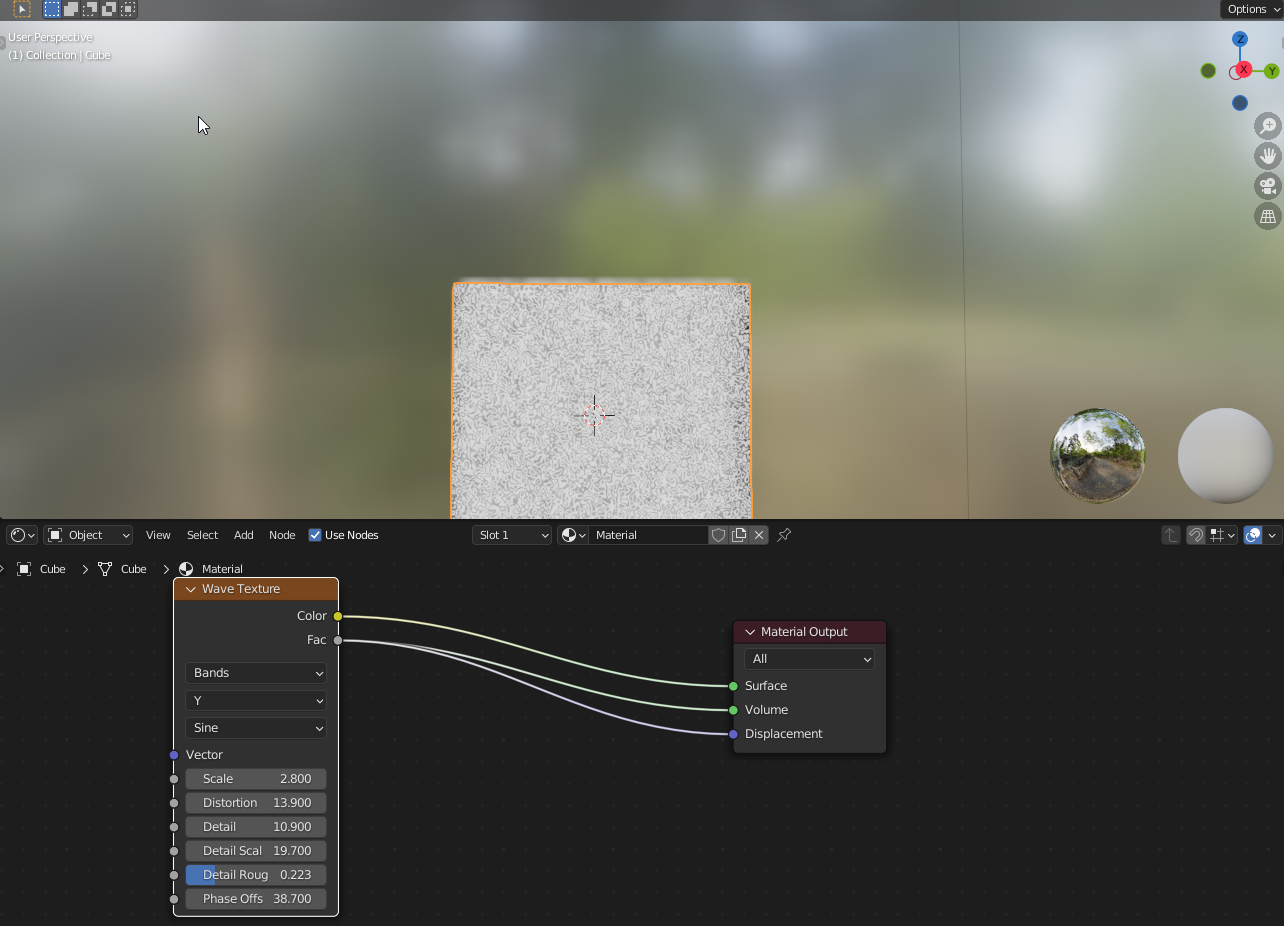 Options
User Perspective
(1) Collection | Cube
Z
X
Y
Object
View
Select
Add
Node
Use Nodes
Slot 1
Material
Cube
Cube
Material
Wave Texture
Color
Fac
Bands
Y
Sine
Vector
Scale 2.800
Distortion 13.900
Detail 10.900
Detail Scal 19.700
Detail Roug 0.223
Phase Offs 38.700
Material Output
All
Surface
Volume
Displacement